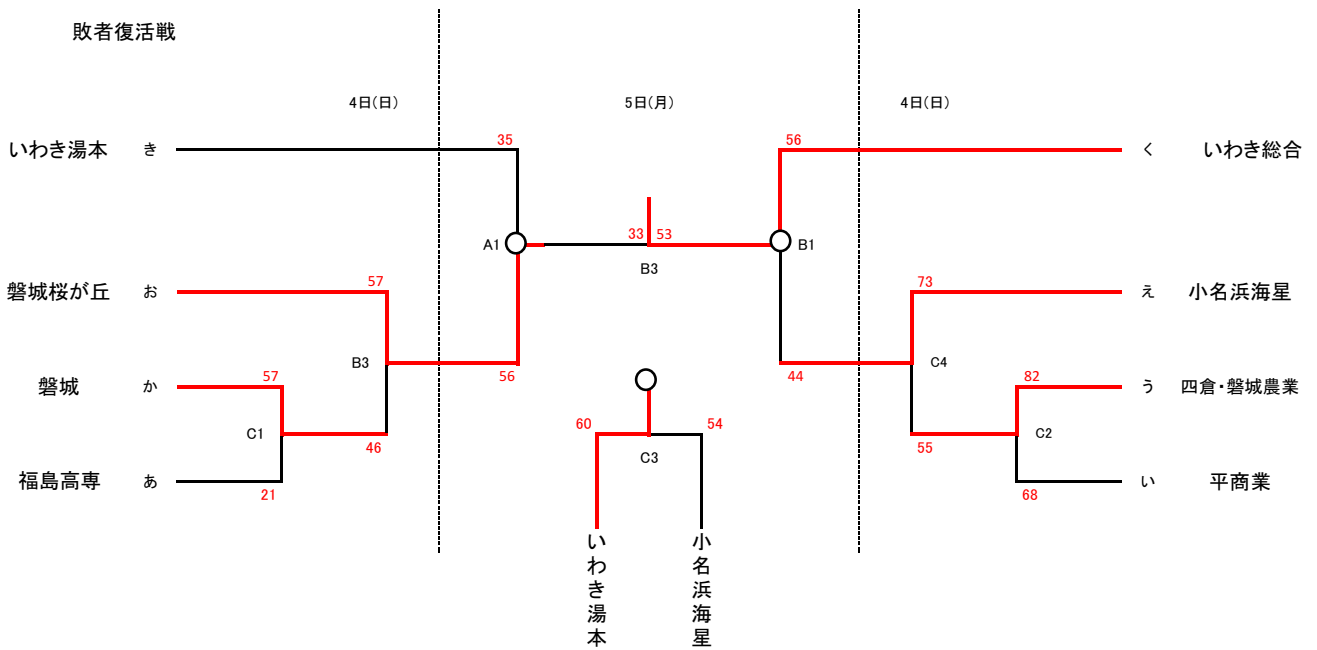 敗者復活戦
4日(日)
5日(月)
4日(日)
いわき湯本 き
35
56
く いわき総合
A1
33
53
B1
B3
磐城桜が丘 お
57
73
え 小名浜海星
B3
56
44
C4
磐城 か
57
82
う 四倉・磐城農業
C1
46
60
54
C3
55
C2
福島高専 あ
21
68
い 平商業
いわき湯本
小名浜海星